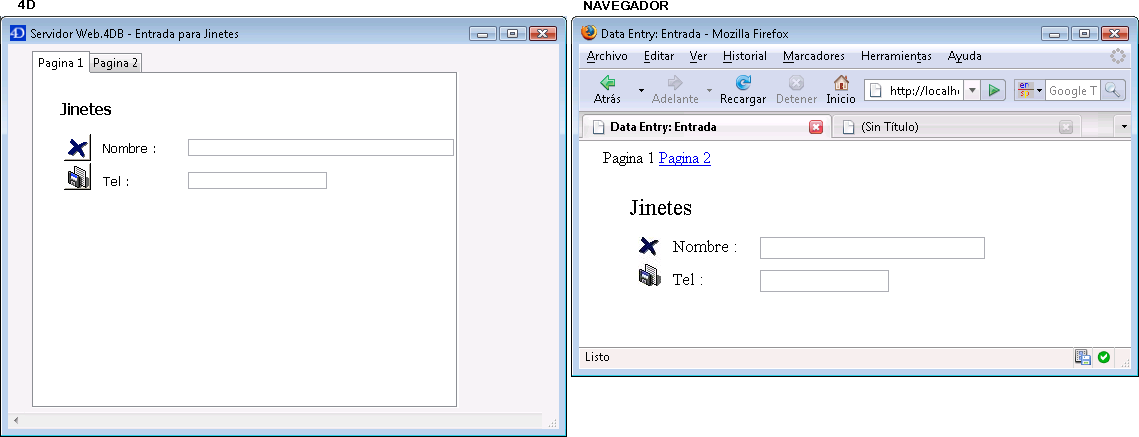 4D
Servidor Web.4DB - Entrada para Jinetes
Pagina 1 Pagina 2
Jinetes
Nombre :
Tel :
NAVEGADOR
Data Entry: Entrada - Mozilla Firefox
Archivo Editar Ver Historial Marcadores Herramientas Ayuda
Atrás Adelante Recargar Detener Inicio http://localh en Google T
Data Entry: Entrada (Sin Título)
Pagina 1 Pagina 2
Jinetes
Nombre :
Tel :
Listo